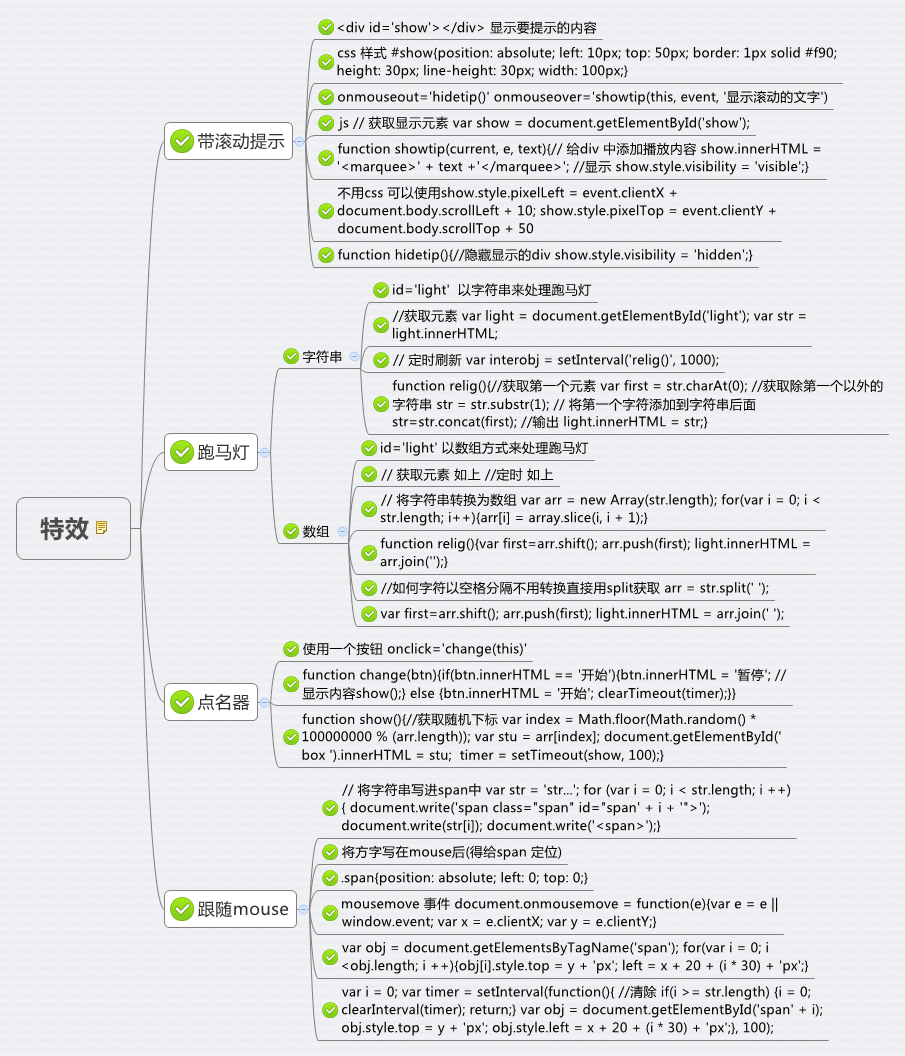 特效
带滚动提示
<div id='show'></div> 显示要提示的内容
css 样式 #show{position: absolute; left: 10px; top: 50px; border: 1px solid #f90;
height: 30px; line-height: 30px; width: 100px;}
onmouseout='hidetip()' onmouseover='showtip(this, event, '显示滚动的文字')
js // 获取显示元素 var show = document.getElementById('show');
function showtip(current, e, text){// 给div 中添加播放内容 show.innerHTML =
'<marquee>' + text +'</marquee>'; //显示 show.style.visibility = 'visible';}
不用css 可以使用show.style.pixelLeft = event.clientX +
document.body.scrollLeft + 10; show.style.pixelTop = event.clientY +
document.body.scrollTop + 50
function hidetip(){//隐藏显示的div show.style.visibility = 'hidden';}
跑马灯
字符串
id='light' 以字符串来处理跑马灯
//获取元素 var light = document.getElementById('light'); var str =
light.innerHTML;
// 定时刷新 var interobj = setInterval('relig()', 1000);
function relig(){//获取第一个元素 var first = str.charAt(0); //获取除第一个以外的
字符串 str = str.substr(1); // 将第一个字符添加到字符串后面
str=str.concat(first); //输出 light.innerHTML = str;}
数组
id='light' 以数组方式来处理跑马灯
// 获取元素 如上 //定时 如上
// 将字符串转换为数组 var arr = new Array(str.length); for(var i = 0; i <
str.length; i++){arr[i] = array.slice(i, i + 1);}
function relig(){var first=arr.shift(); arr.push(first); light.innerHTML =
arr.join('');}
//如何字符以空格分隔不用转换直接用split获取 arr = str.split(' ');
var first=arr.shift(); arr.push(first); light.innerHTML = arr.join(' ');
点名器
使用一个按钮 onclick='change(this)'
function change(btn){if(btn.innerHTML == '开始'){btn.innerHTML = '暂停'; //
显示内容show();} else {btn.innerHTML = '开始'; clearTimeout(timer);}}
function show(){//获取随机下标 var index = Math.floor(Math.random() *
100000000 % (arr.length)); var stu = arr[index]; document.getElementById('
box ').innerHTML = stu; timer = setTimeout(show, 100);}
跟随mouse
// 将字符串写进span中 var str = 'str...'; for (var i = 0; i < str.length; i ++)
{ document.write('span class="span" id="span' + i + '">');
document.write(str[i]); document.write('<span>');}
将方字写在mouse后(得给span 定位)
.span{position: absolute; left: 0; top: 0;}
mousemove 事件 document.onmousemove = function(e){var e = e ||
window.event; var x = e.clientX; var y = e.clientY;}
var obj = document.getElementsByTagName('span'); for(var i = 0; i
<obj.length; i ++){obj[i].style.top = y + 'px'; left = x + 20 + (i * 30) + 'px';}
var i = 0; var timer = setInterval(function(){ //清除 if(i >= str.length) {i = 0;
clearInterval(timer); return;} var obj = document.getElementById('span' + i);
obj.style.top = y + 'px'; obj.style.left = x + 20 + (i * 30) + 'px';}, 100);